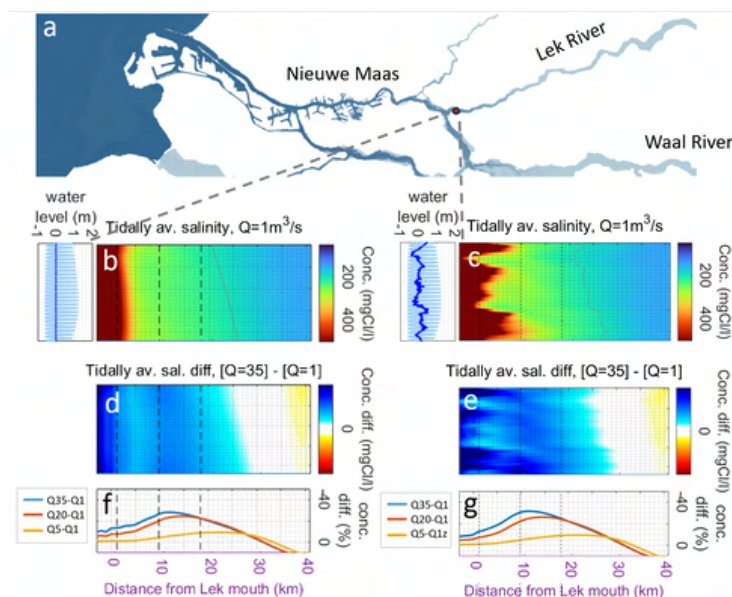 a
Nieuwe Maas
Lek River
Waal River
water
level (m)
-1 0 1 2
Tidally av. salinity, Q=1m³/s
b
200
400
Conc. (mgCl/l)
water
level (m)
-1 0 1 2
Tidally av. salinity, Q=1m³/s
c
200
400
Conc. (mgCl/l)
Tidally av. sal. diff, [Q=35] - [Q=1]
d
0
Conc. diff. (mgCl/l)
Tidally av. sal. diff, [Q=35] - [Q=1]
e
0
Conc. diff. (mgCl/l)
Q35-Q1
Q20-Q1
Q5-Q1
f
-40
0
conc.
diff. (%)
0 10 20 30 40
Distance from Lek mouth (km)
Q35-Q1
Q20-Q1
Q5-Q1z
g
-40
0
conc.
diff. (%)
0 10 20 30 40
Distance from Lek mouth (km)